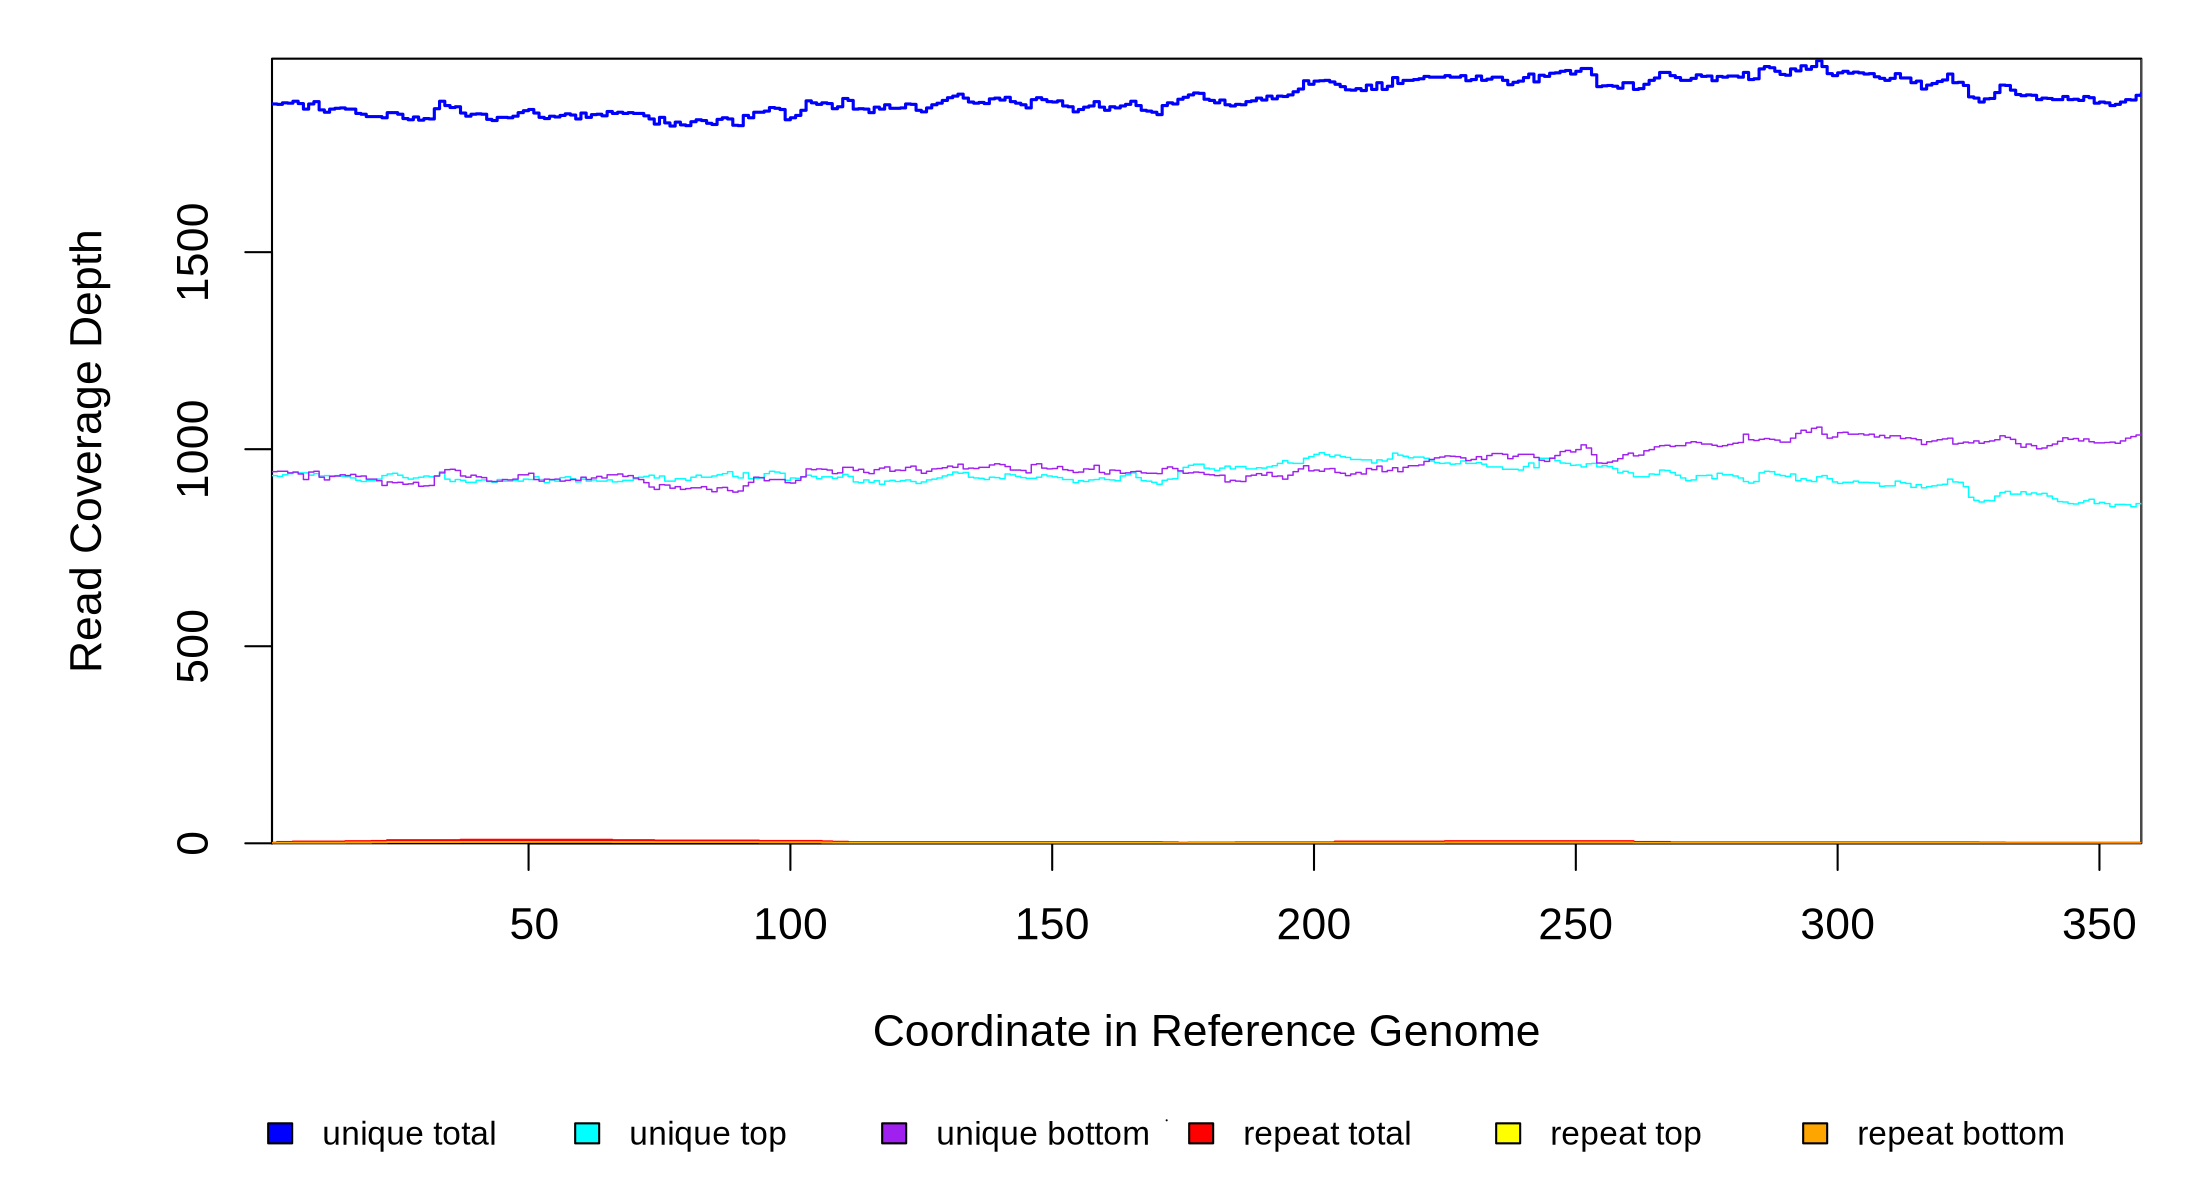 Read Coverage Depth
1500
1000
500
0
50 100 150 200 250 300 350
Coordinate in Reference Genome
unique total unique top unique bottom repeat total repeat top repeat bottom